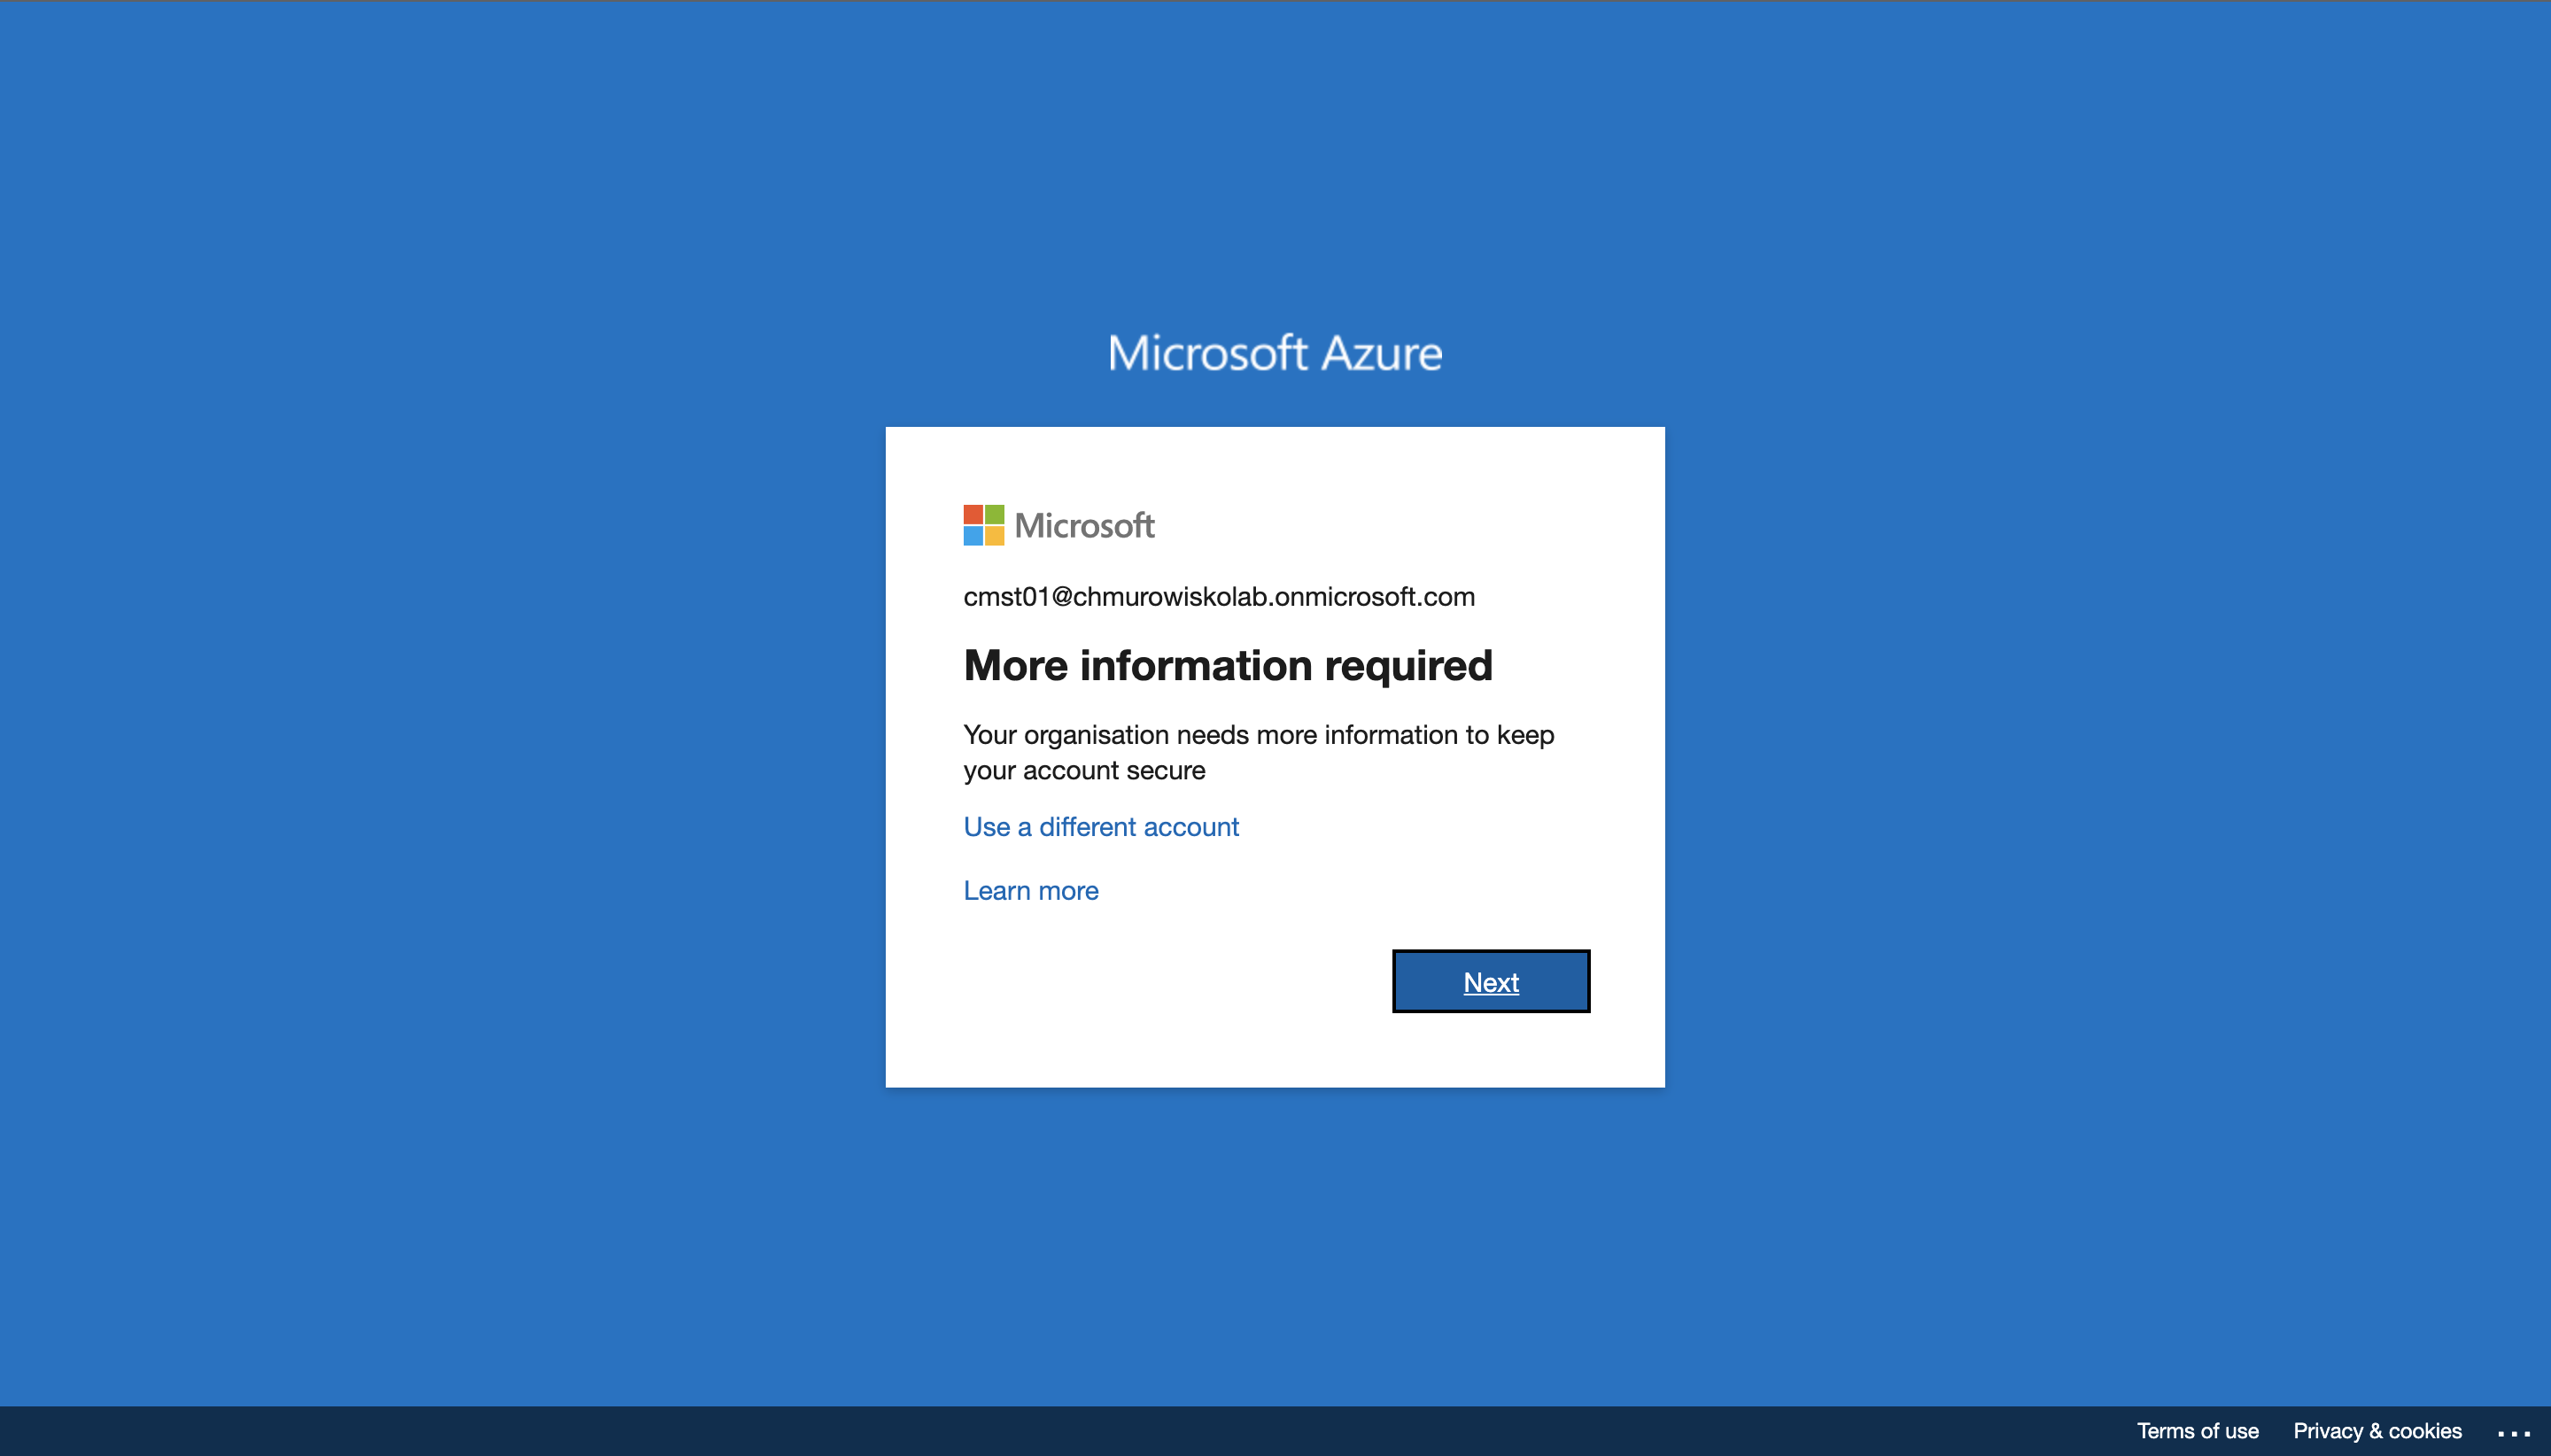 Microsoft Azure
Microsoft
cmst01@chmurowiskolab.onmicrosoft.com
More information required
Your organisation needs more information to keep
your account secure
Use a different account
Learn more
Next
Terms of use Privacy & cookies ...